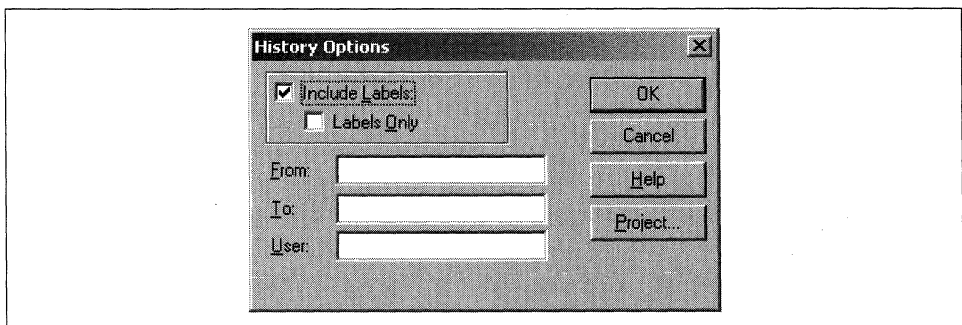 History Options
Include Labels:
Labels Only
From:
To:
User:
OK
Cancel
Help
Project...